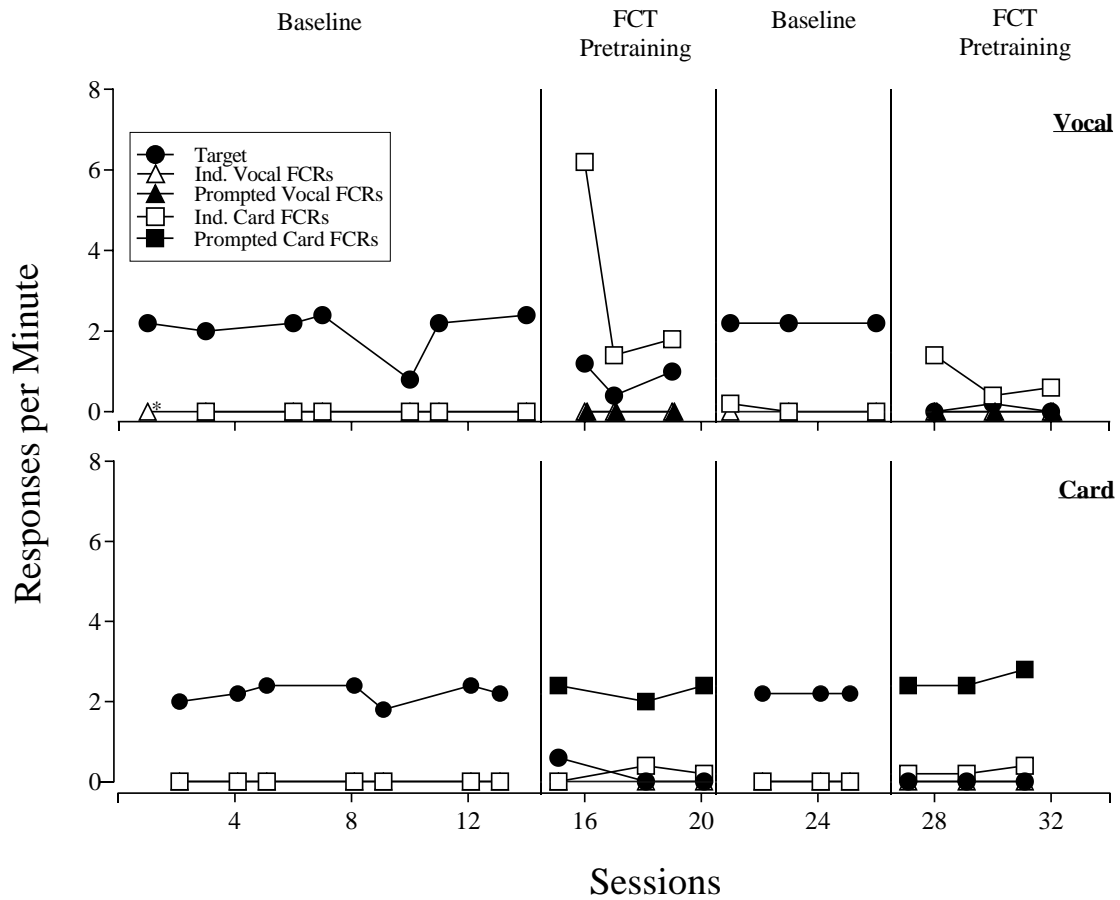 Baseline
FCT
Pretraining
Baseline
FCT
Pretraining
8
6
4
2
0
Vocal
Target
Ind. Vocal FCRs
Prompted Vocal FCRs
Ind. Card FCRs
Prompted Card FCRs
*
Responses per Minute
8
6
4
2
0
Card
4
8
12
16
20
24
28
32
Sessions